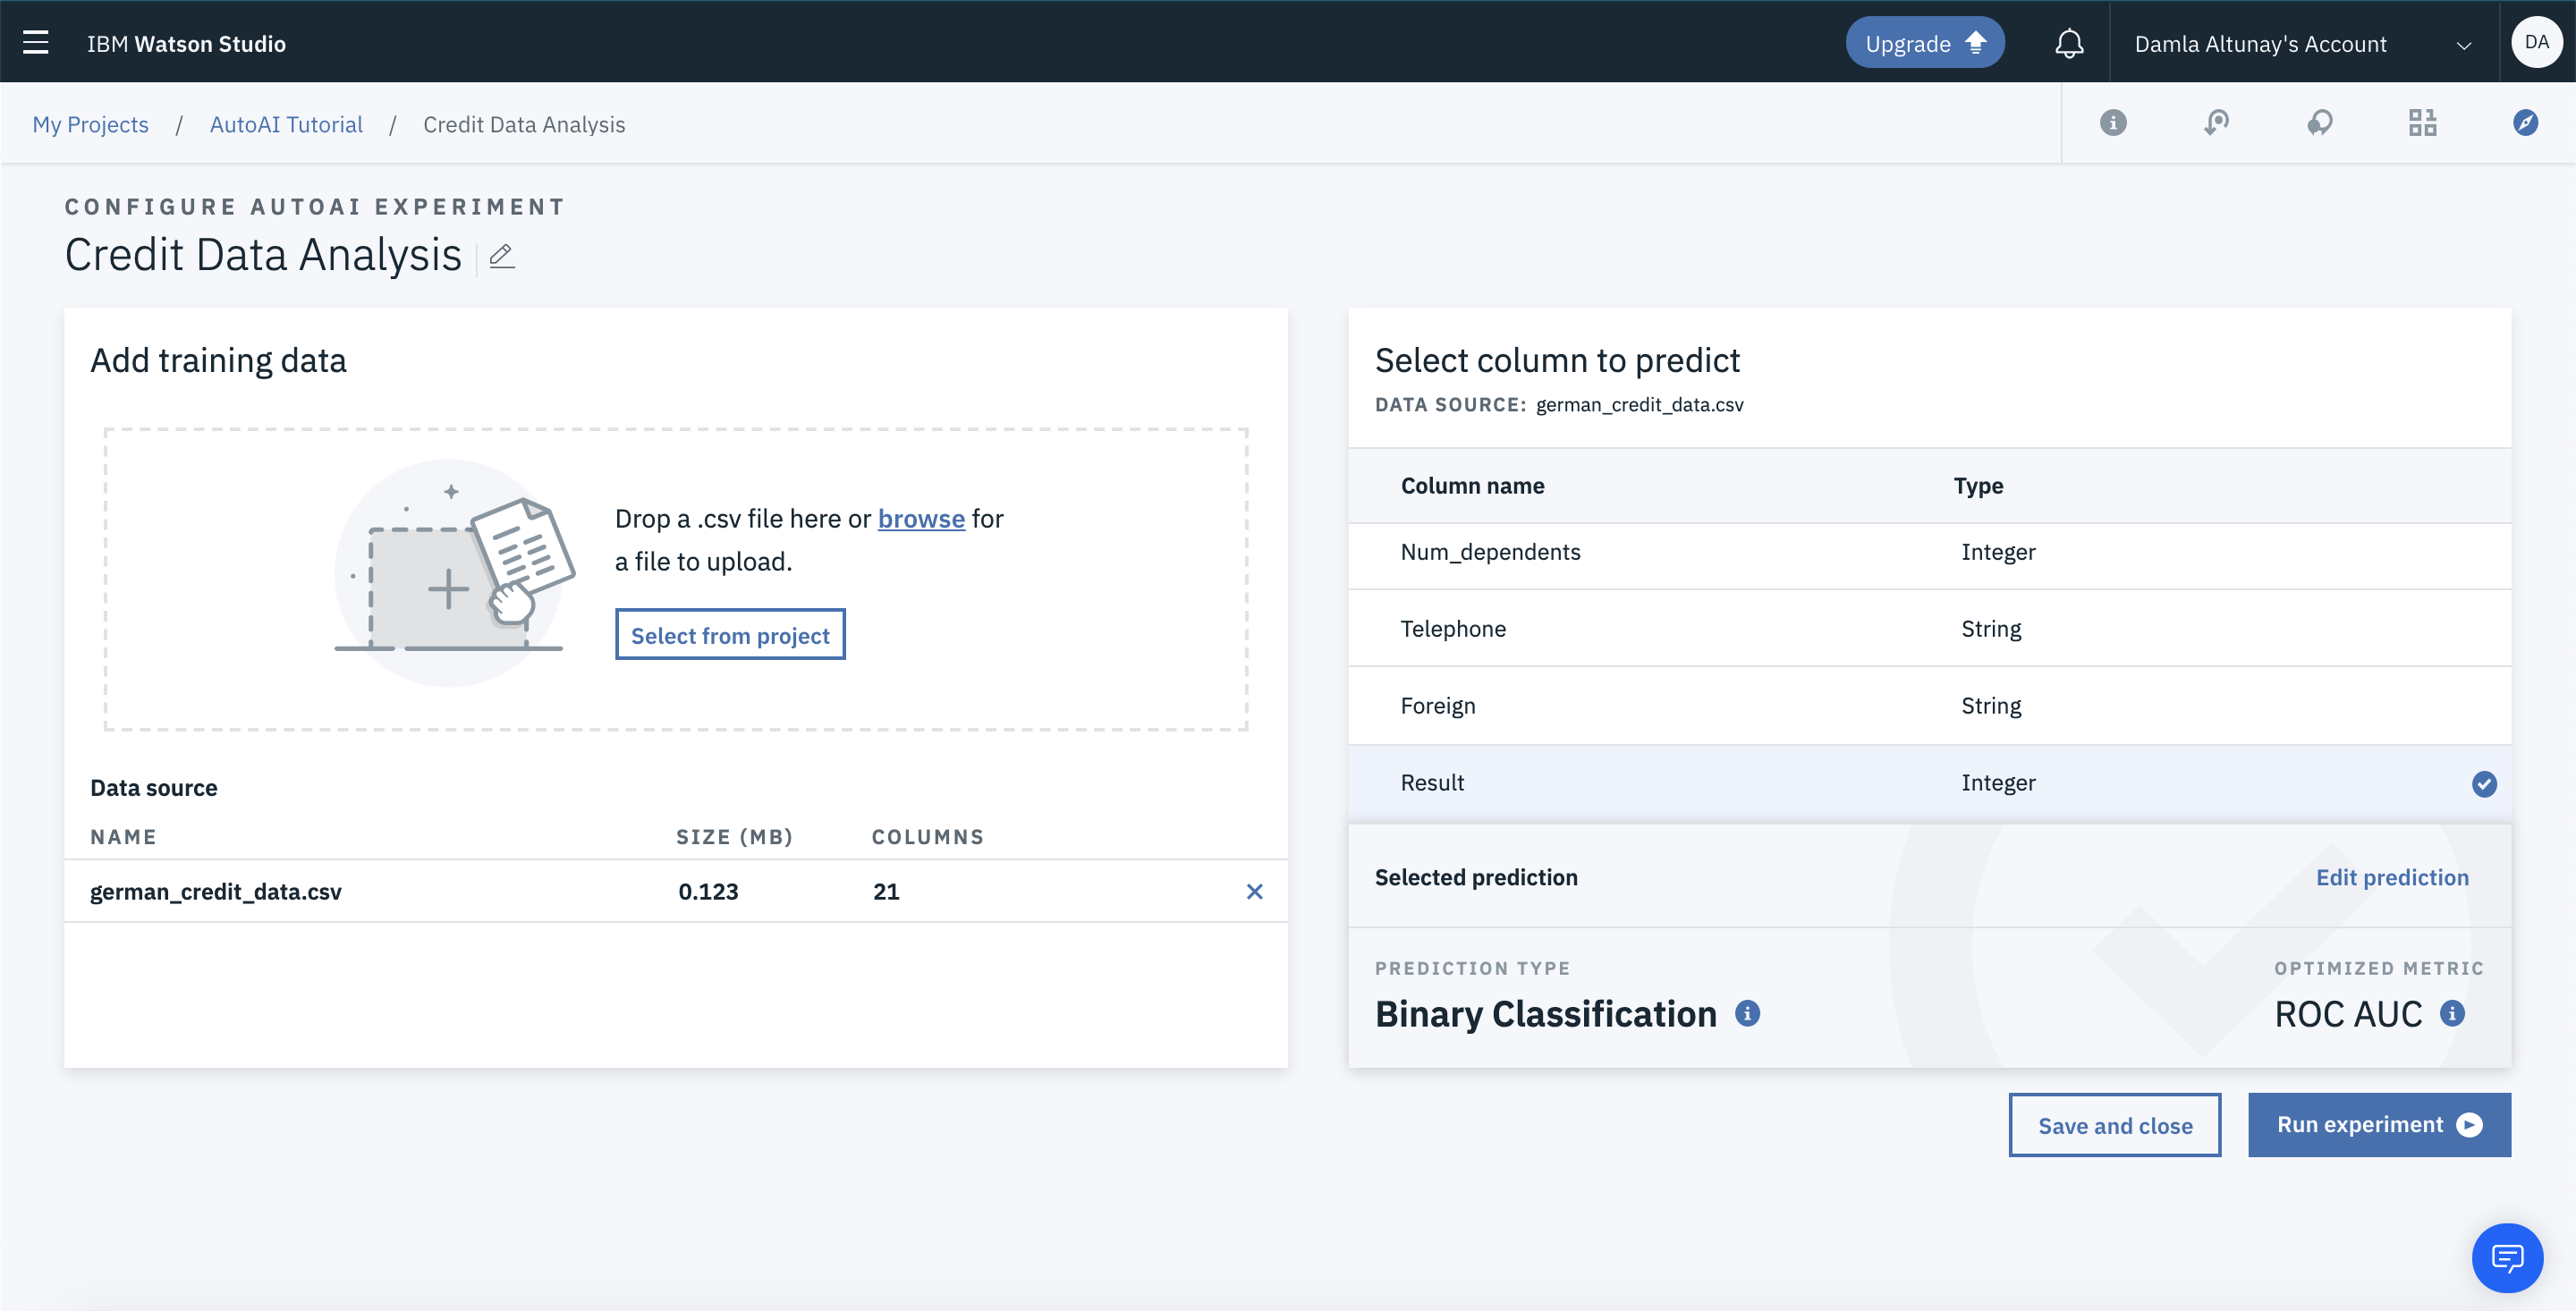 IBM Watson Studio
Upgrade
Damla Altunay's Account
DA
My Projects / AutoAI Tutorial / Credit Data Analysis
CONFIGURE AUTOAI EXPERIMENT
Credit Data Analysis
Add training data
Drop a .csv file here or browse for
a file to upload.
Select from project
Data source
NAME SIZE (MB) COLUMNS
german_credit_data.csv 0.123 21
Select column to predict
DATA SOURCE: german_credit_data.csv
Column name Type
Num_dependents Integer
Telephone String
Foreign String
Result Integer
Selected prediction Edit prediction
PREDICTION TYPE OPTIMIZED METRIC
Binary Classification ROC AUC
Save and close Run experiment